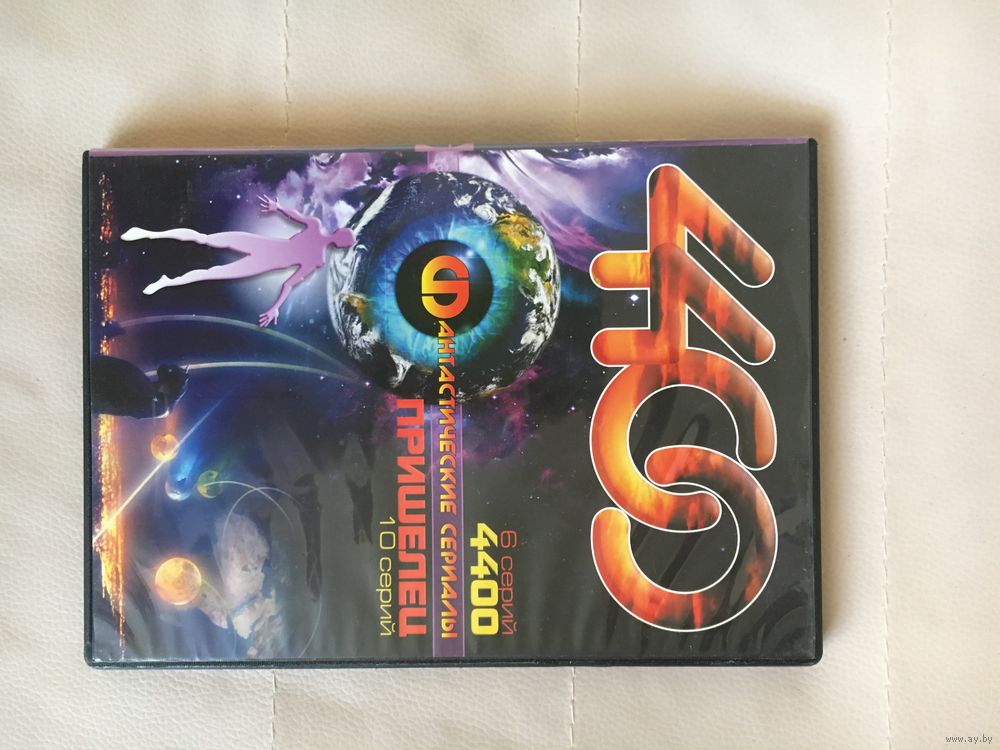 4400
6 серий
4400
Фантастические сериалы
ПРИШЕЛЕЦ
10 серий
www.ay.by